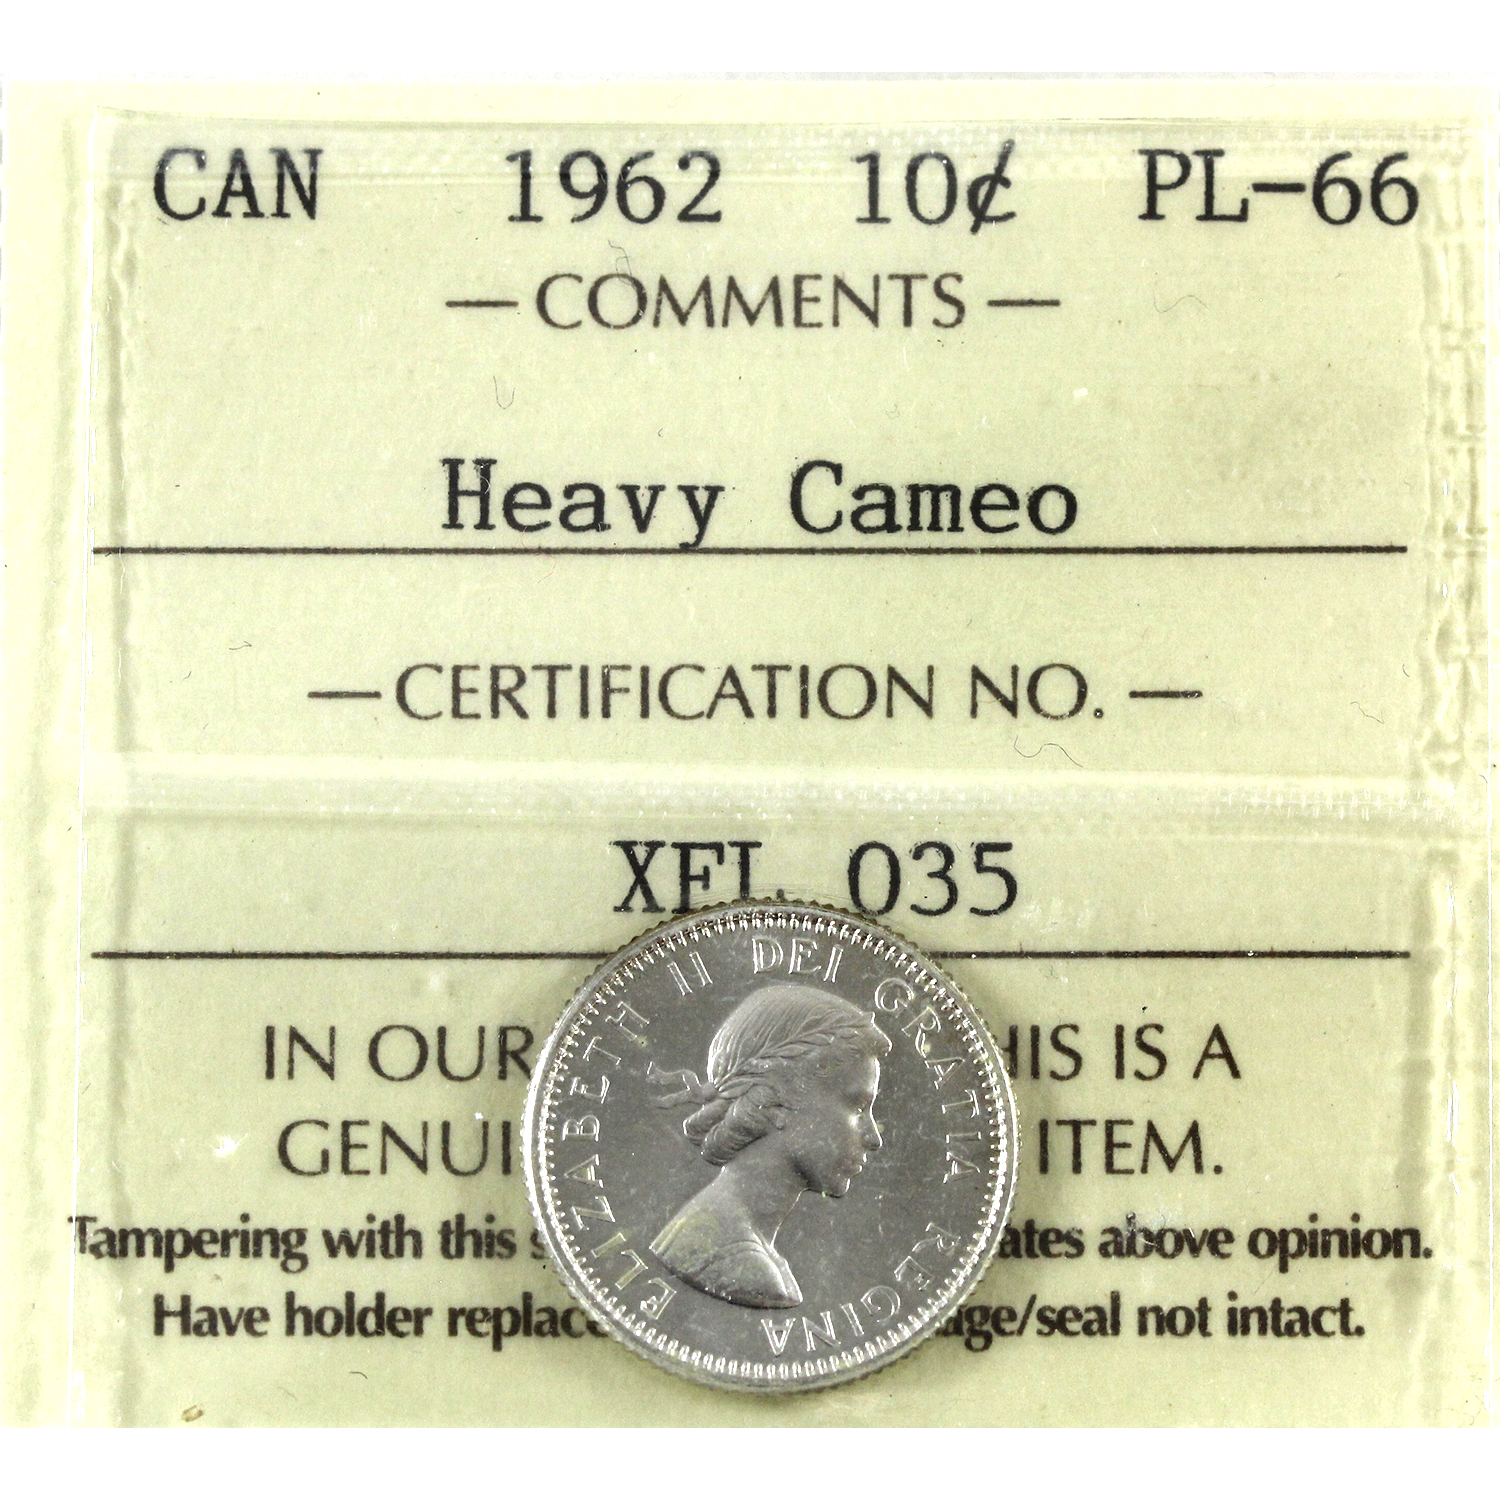 CAN 1962 10¢ PL-66
— COMMENTS —
Heavy Cameo
— CERTIFICATION NO. —
XFL 035
IN OUR HIS IS A
GENUI ITEM.
Tampering with this ates above opinion.
Have holder replace age/seal not intact.
ELIZABETH II DEI GRATIA REGINA